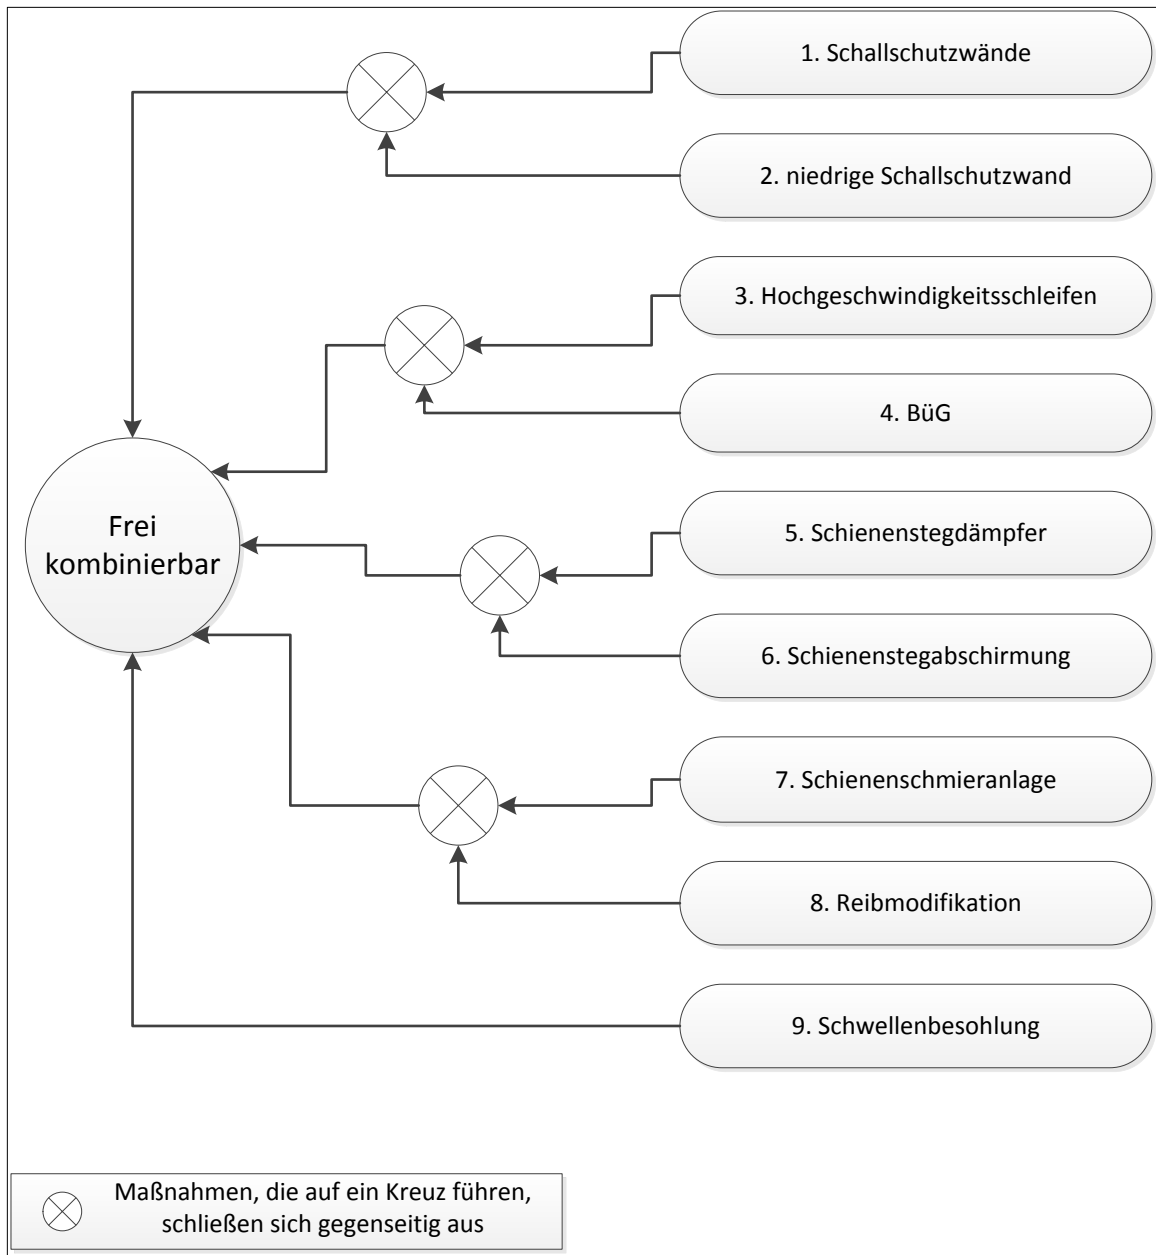 1. Schallschutzwände
2. niedrige Schallschutzwand
3. Hochgeschwindigkeitsschleifen
4. BüG
Frei
kombinierbar
5. Schienenstegdämpfer
6. Schienenstegabschirmung
7. Schienenschmieranlage
8. Reibmodifikation
9. Schwellenbesohlung
Maßnahmen, die auf ein Kreuz führen,
schließen sich gegenseitig aus